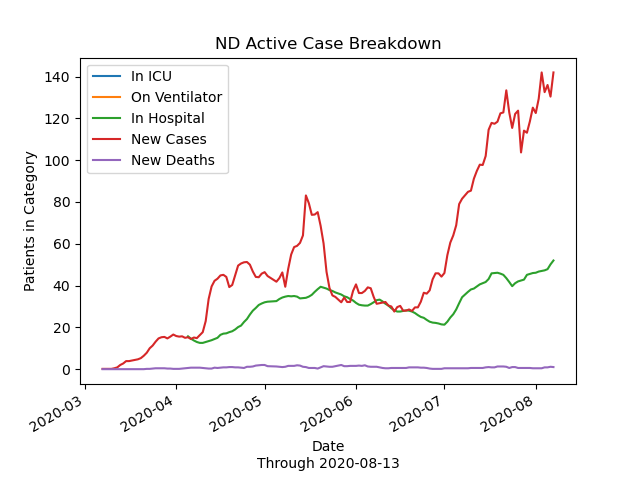 ND Active Case Breakdown
In ICU
On Ventilator
In Hospital
New Cases
New Deaths
Patients in Category
140
120
100
80
60
40
20
0
2020-03
2020-04
2020-05
2020-06
2020-07
2020-08
Date
Through 2020-08-13